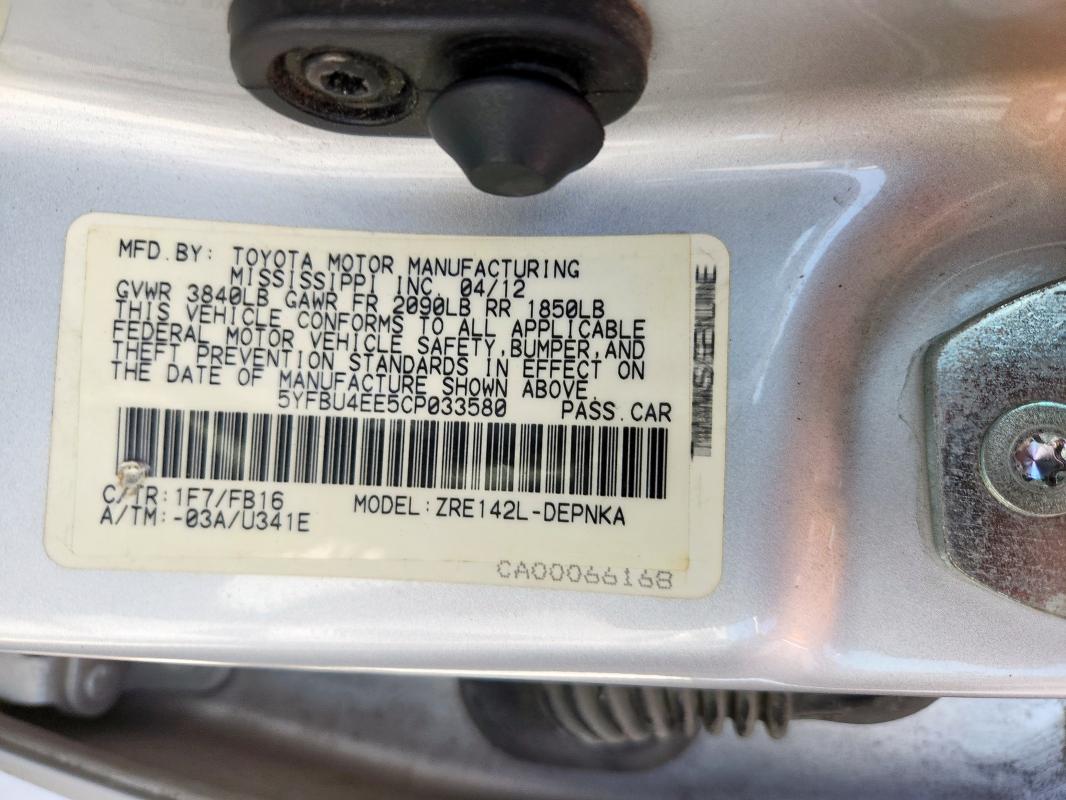 MFD.BY: TOYOTA MOTOR MANUFACTURING
MISSISSIPPI INC. 04/12
GVWR 3840LB GAWR FR 2090LB RR 1850LB
THIS VEHICLE CONFORMS TO ALL APPLICABLE
FEDERAL MOTOR VEHICLE SAFETY,BUMPER,AND
THEFT PREVENTION STANDARDS IN EFFECT ON
THE DATE OF MANUFACTURE SHOWN ABOVE.
5YFBU4EE5CP033580 PASS.CAR
C/TR:1F7/FB16 MODEL:ZRE142L-DEPNKA
A/TM:-03A/U341E
CA00066168